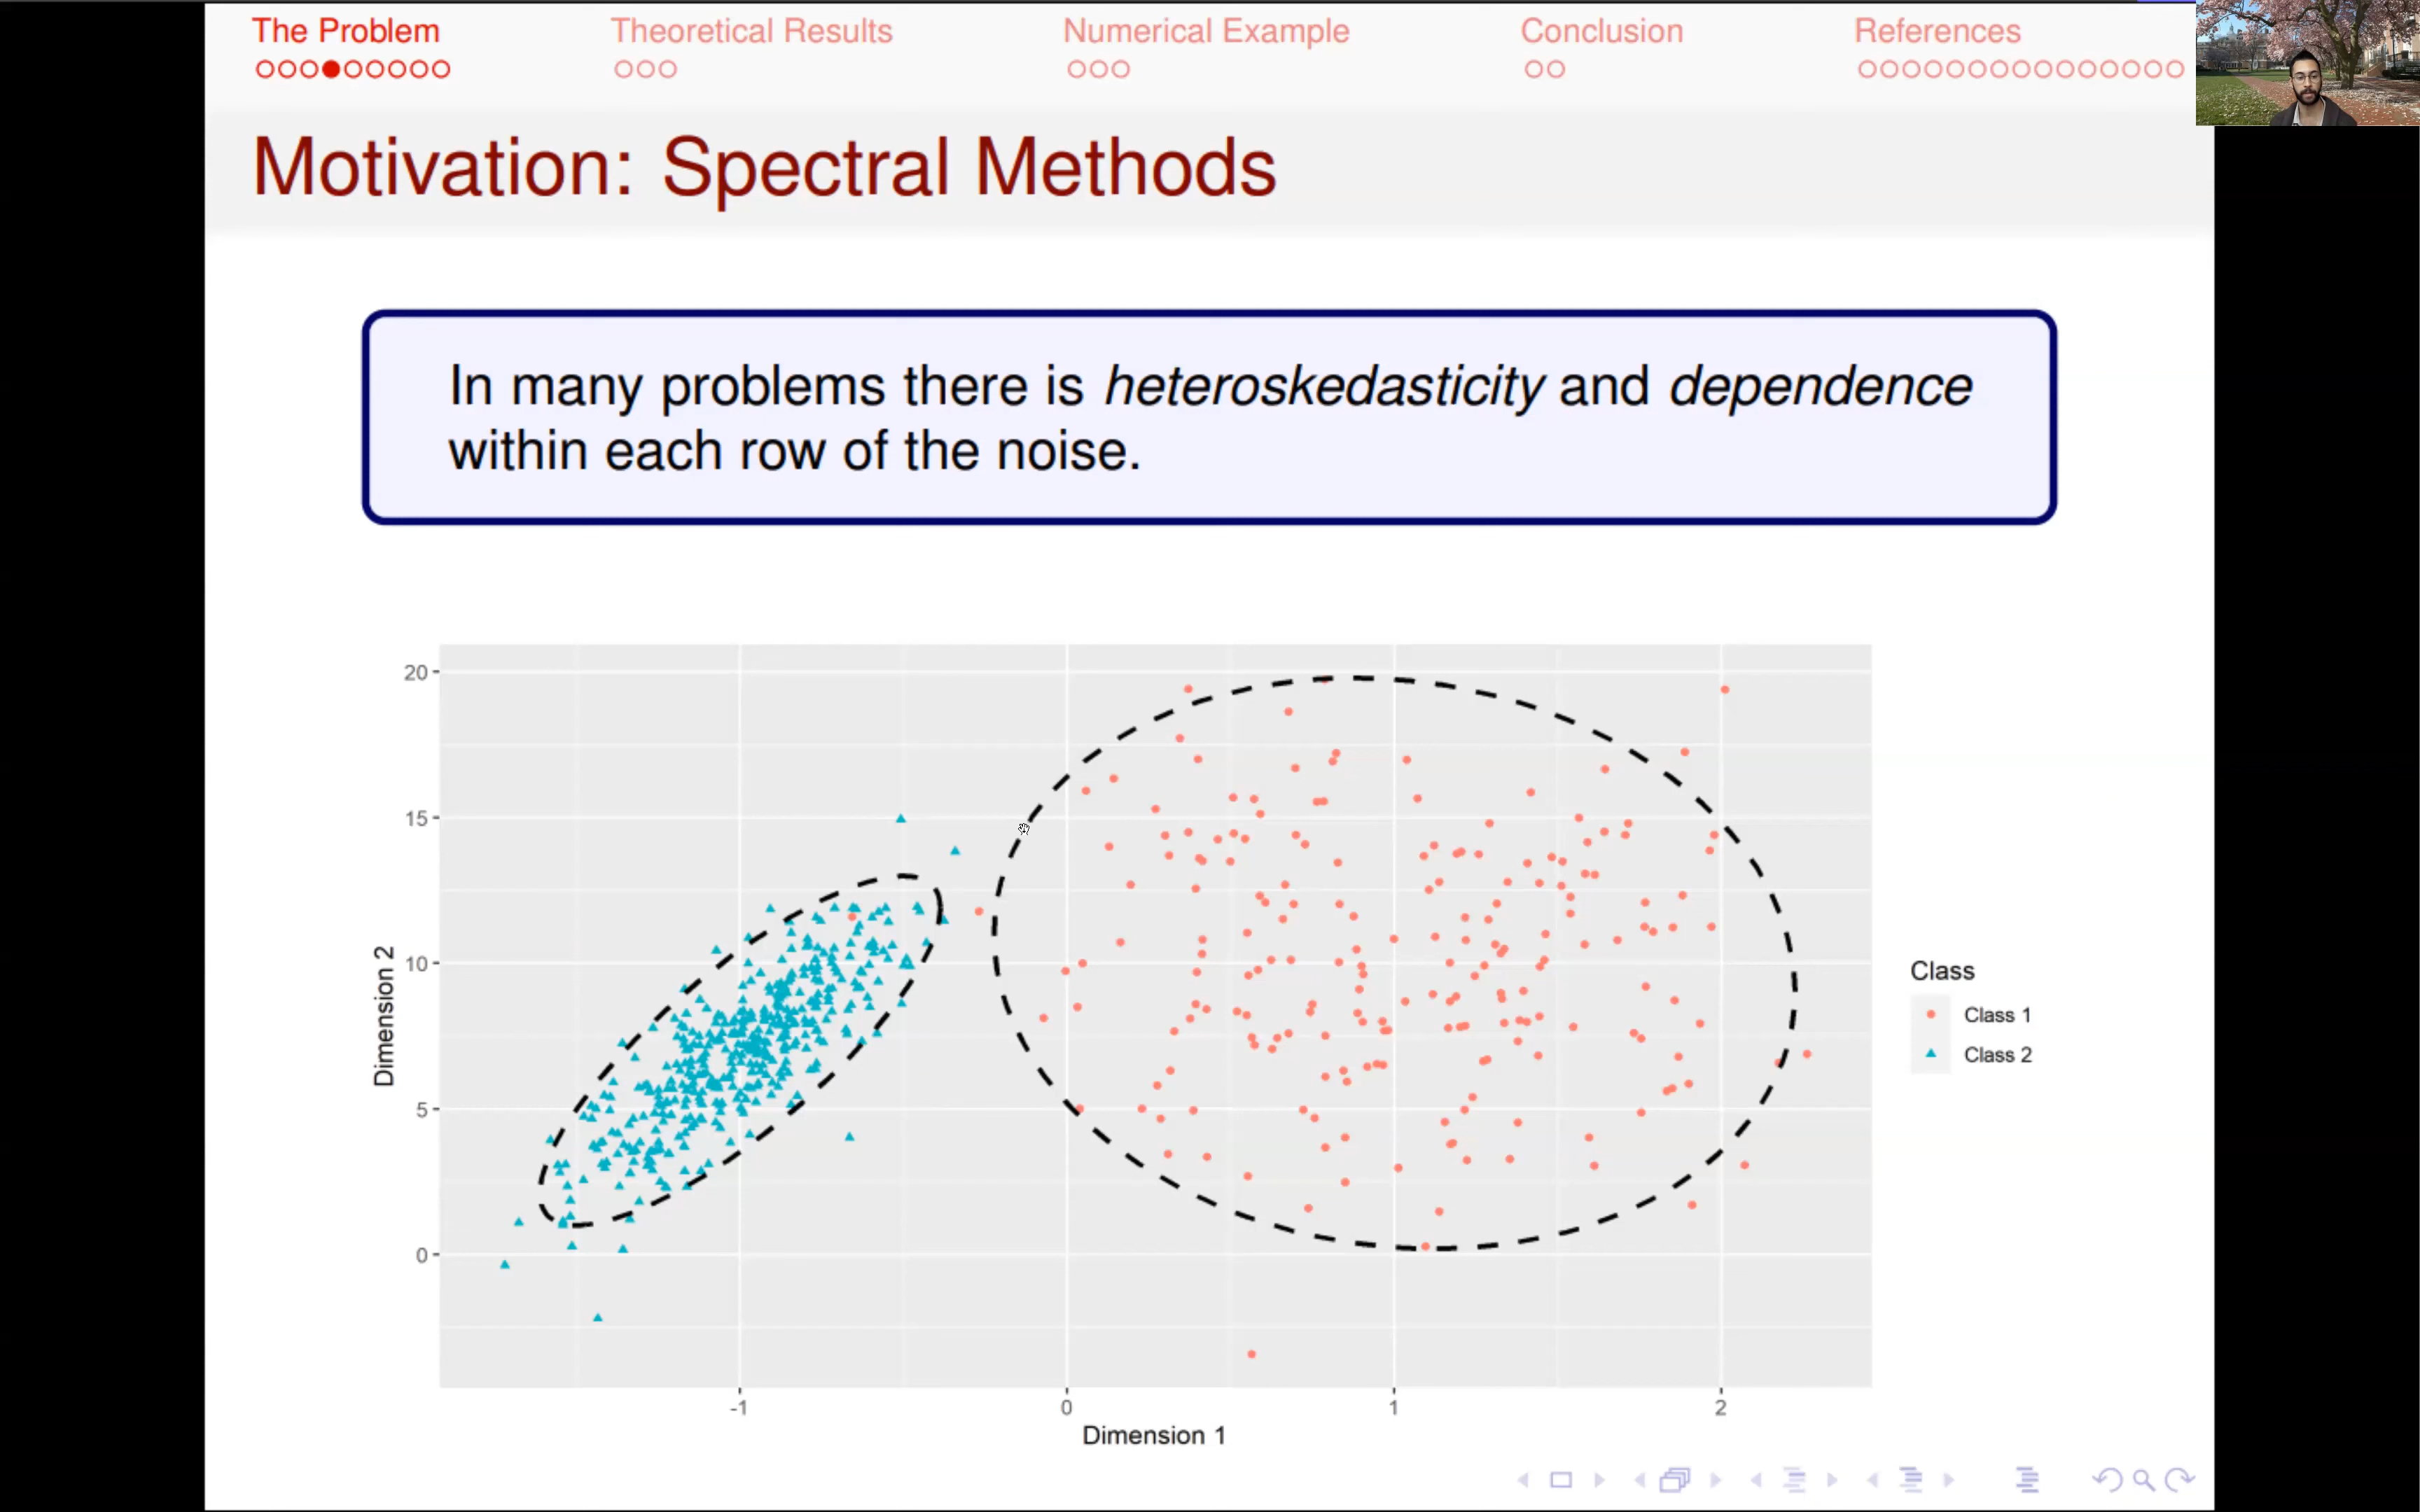 The Problem
Theoretical Results
Numerical Example
Conclusion
References
Motivation: Spectral Methods
In many problems there is heteroskedasticity and dependence
within each row of the noise.
20
15
10
5
0
Dimension 2
-1
0
1
2
Dimension 1
Class
Class 1
Class 2